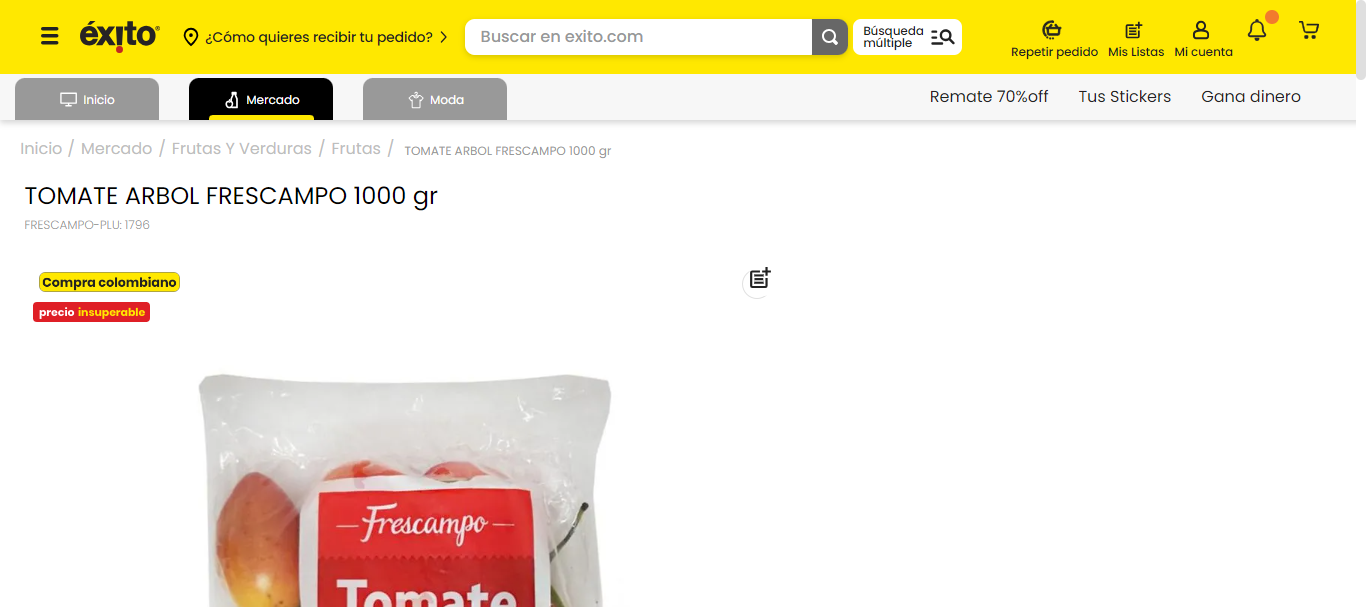 éxito
¿Cómo quieres recibir tu pedido?
Buscar en exito.com
Búsqueda
múltiple
Repetir pedido
Mis Listas
Mi cuenta
Inicio
Mercado
Moda
Remate 70%off
Tus Stickers
Gana dinero
Inicio / Mercado / Frutas Y Verduras / Frutas / TOMATE ARBOL FRESCAMPO 1000 gr
TOMATE ARBOL FRESCAMPO 1000 gr
FRESCAMPO-PLU: 1796
Compra colombiano
precio insuperable
Frescampo
Tomate